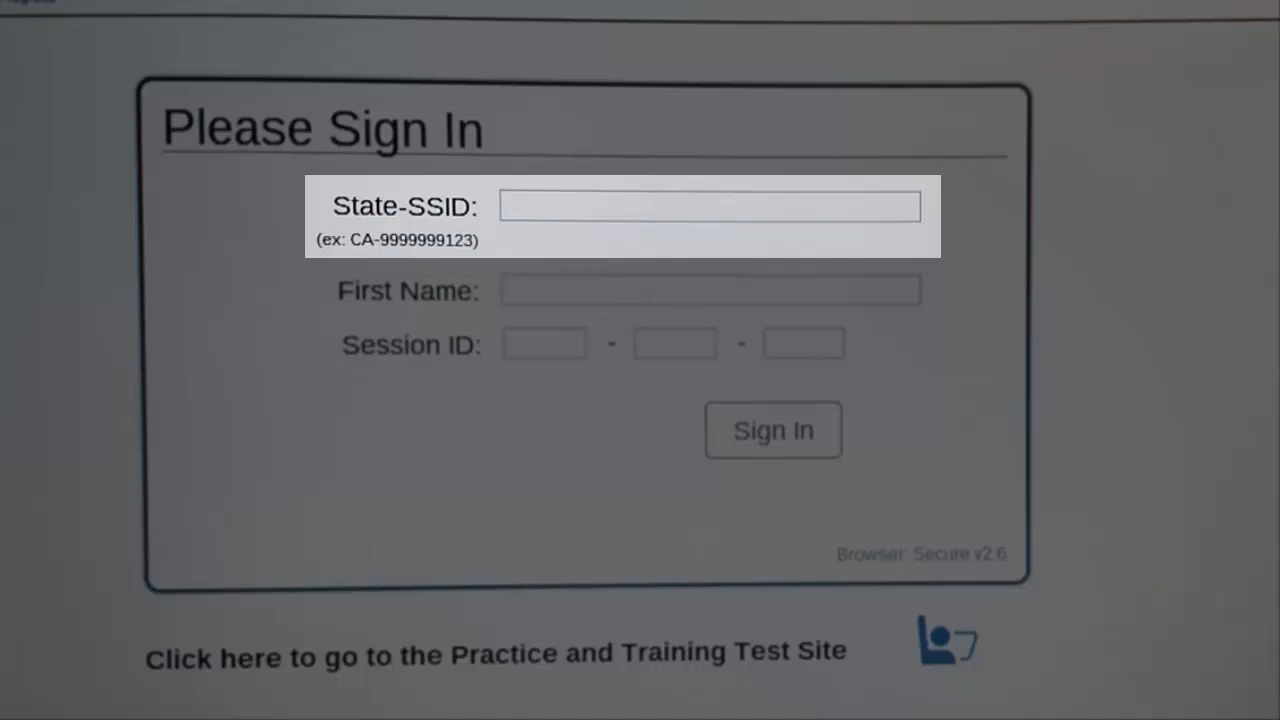 Please Sign In
State-SSID:
(ex: CA-9999999123)
First Name:
Session ID:
- -
Sign In
Browser: Secure v2.6
Click here to go to the Practice and Training Test Site